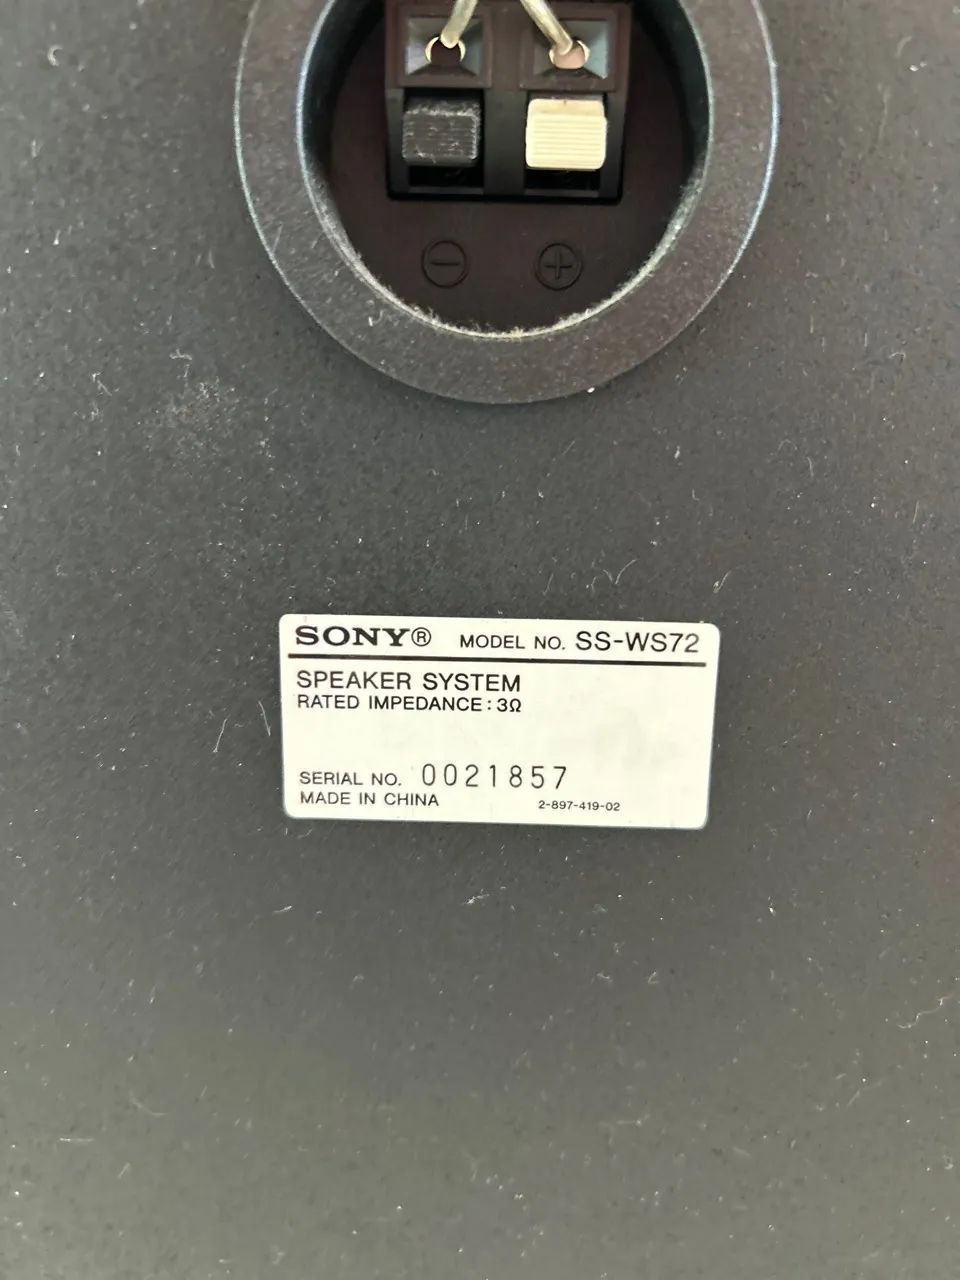 − +
SONY® MODEL NO. SS-WS72
SPEAKER SYSTEM
RATED IMPEDANCE : 3Ω
SERIAL NO. 0021857
MADE IN CHINA 2-897-419-02